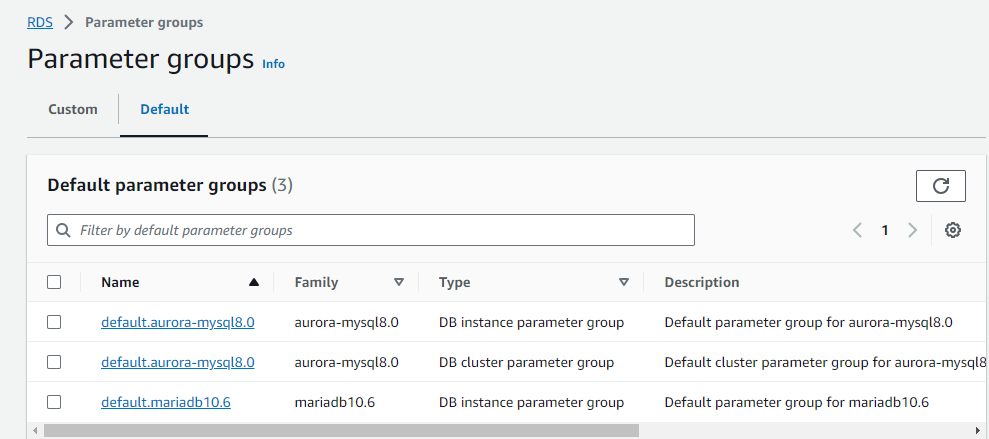 RDS > Parameter groups
Parameter groups Info
Custom Default
Default parameter groups (3)
Filter by default parameter groups
1
Name Family Type Description
default.aurora-mysql8.0 aurora-mysql8.0 DB instance parameter group Default parameter group for aurora-mysql8.0
default.aurora-mysql8.0 aurora-mysql8.0 DB cluster parameter group Default cluster parameter group for aurora-mysql8
default.mariadb10.6 mariadb10.6 DB instance parameter group Default parameter group for mariadb10.6